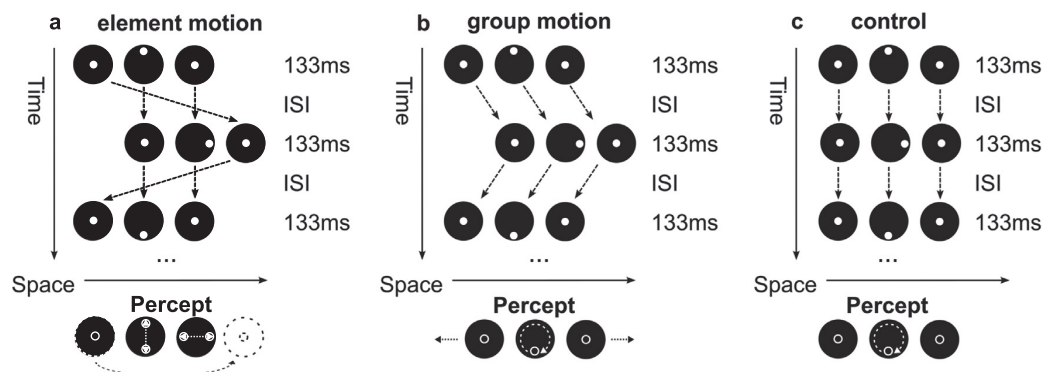 a element motion
Time
133ms
ISI
133ms
ISI
133ms
...
Space
Percept
b group motion
Time
133ms
ISI
133ms
ISI
133ms
...
Space
Percept
c control
Time
133ms
ISI
133ms
ISI
133ms
...
Space
Percept